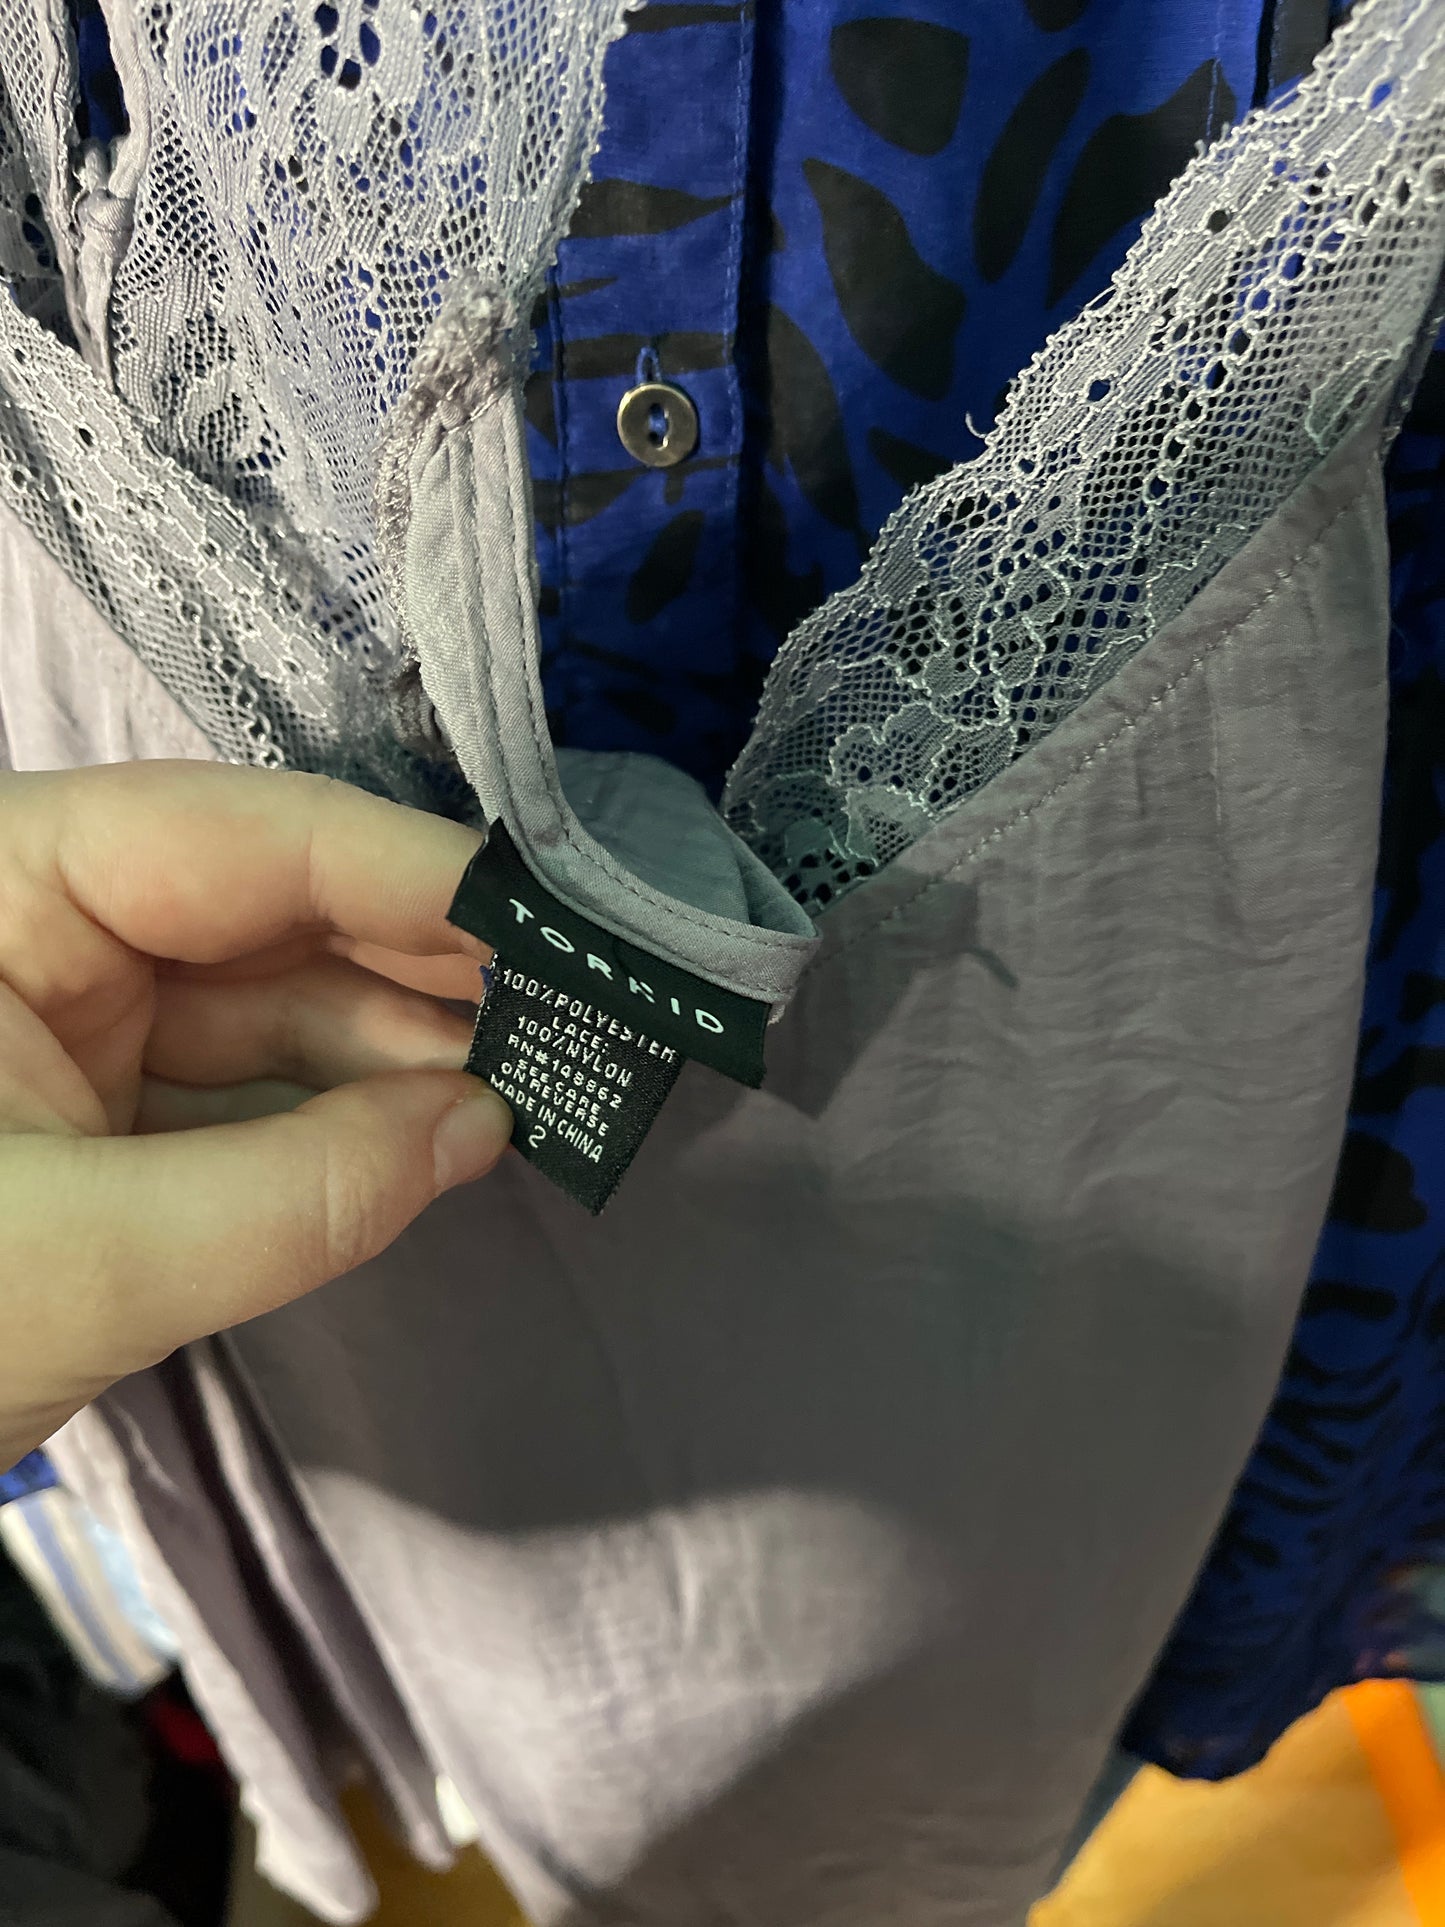 TORRID
100% POLYESTER
LACE:
100% NYLON
RN# 148862
SEE CARE
ON REVERSE
MADE IN CHINA
2